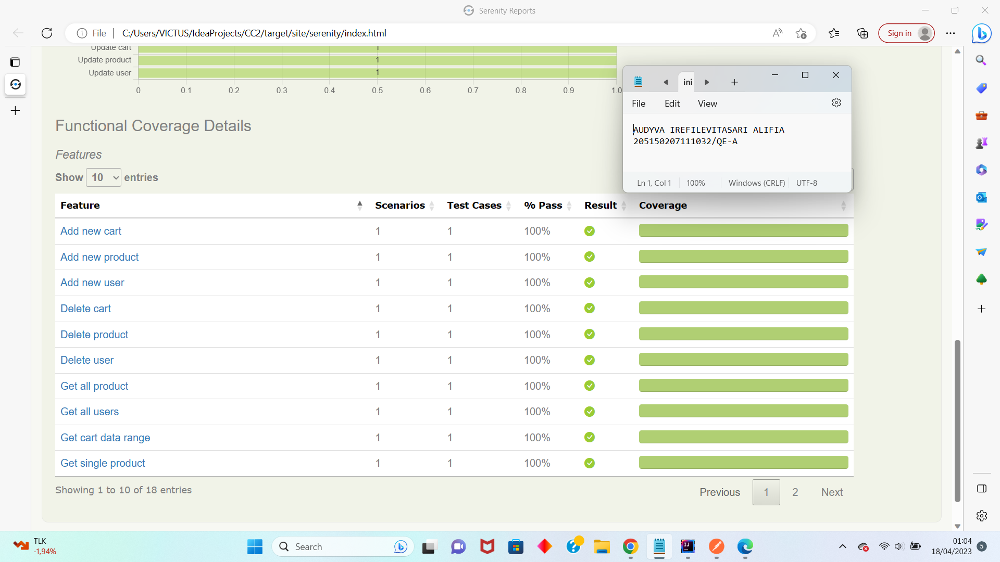 Serenity Reports
File
C:/Users/VICTUS/IdeaProjects/CC2/target/site/serenity/index.html
Sign in
Update cart 1
Update product 1
Update user 1
0 0.1 0.2 0.3 0.4 0.5 0.6 0.7 0.8 0.9 1.0
ini
File Edit View
AUDYVA IREFILEVITASARI ALIFIA
205150207111032/QE-A
Ln 1, Col 1 100% Windows (CRLF) UTF-8
Functional Coverage Details
Features
Show 10 entries
Feature Scenarios Test Cases % Pass Result Coverage
Add new cart 1 1 100%
Add new product 1 1 100%
Add new user 1 1 100%
Delete cart 1 1 100%
Delete product 1 1 100%
Delete user 1 1 100%
Get all product 1 1 100%
Get all users 1 1 100%
Get cart data range 1 1 100%
Get single product 1 1 100%
Showing 1 to 10 of 18 entries
Previous 1 2 Next
TLK
-1,94%
Search
01:04
18/04/2023
5